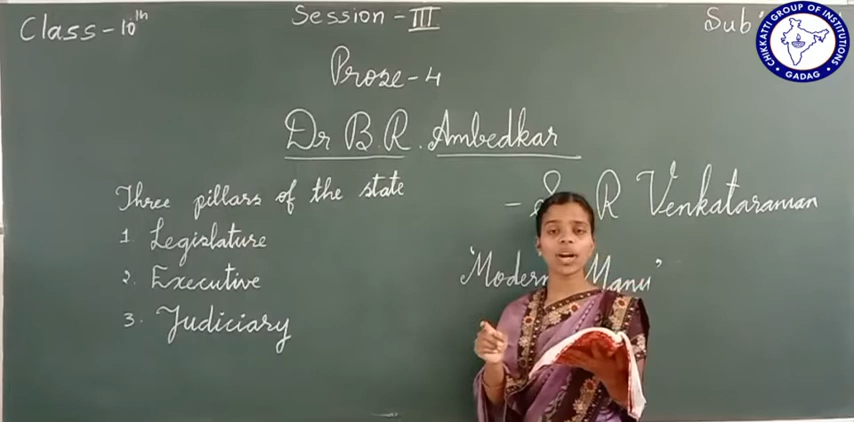 Class-10th
Session-III
Sub
Prose-4
Dr B.R. Ambedkar
- S R Venkataraman
Three pillars of the state
1. Legislature
2. Executive
3. Judiciary
'Modern Manu'
CHIKKATTI GROUP OF INSTITUTIONS
GADAG